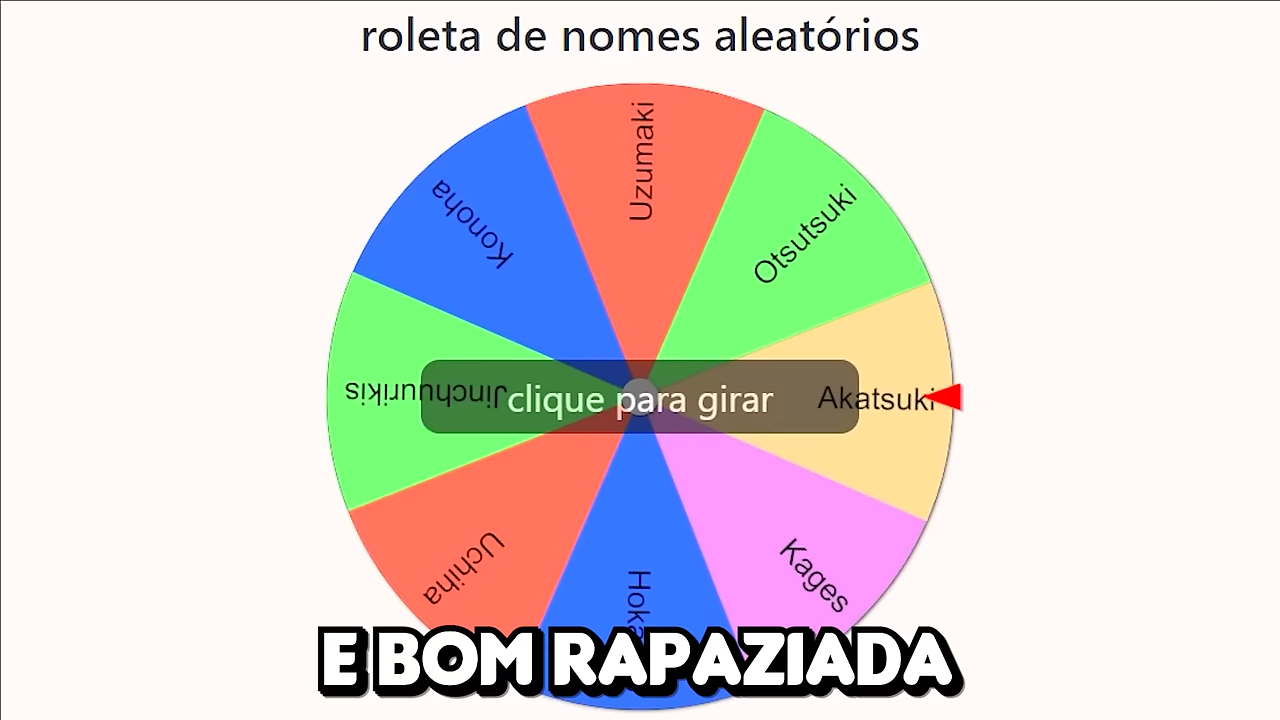 roleta de nomes aleatórios
Uzumaki
Konoha
Otsutsuki
Jinchuurikis
clique para girar
Akatsuki
Uchiha
Kages
E BOM RAPAZIADA